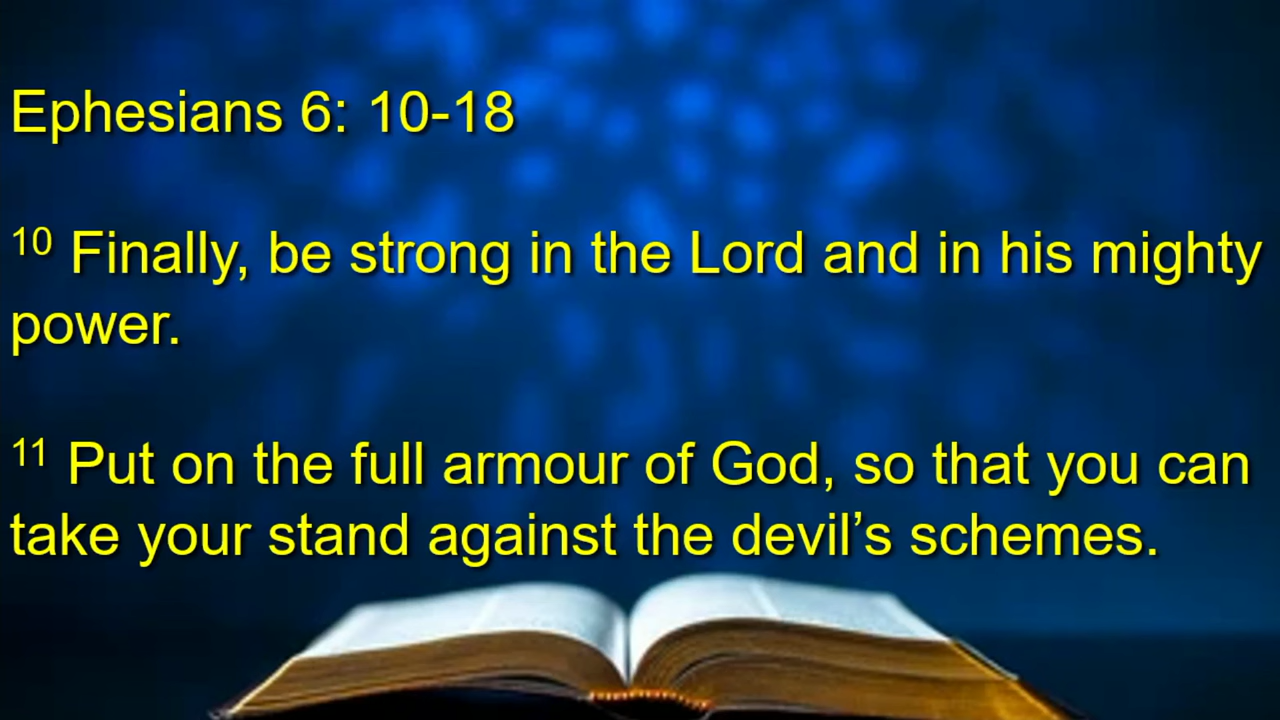 Ephesians 6: 10-18
10 Finally, be strong in the Lord and in his mighty
power.
11 Put on the full armour of God, so that you can
take your stand against the devil’s schemes.